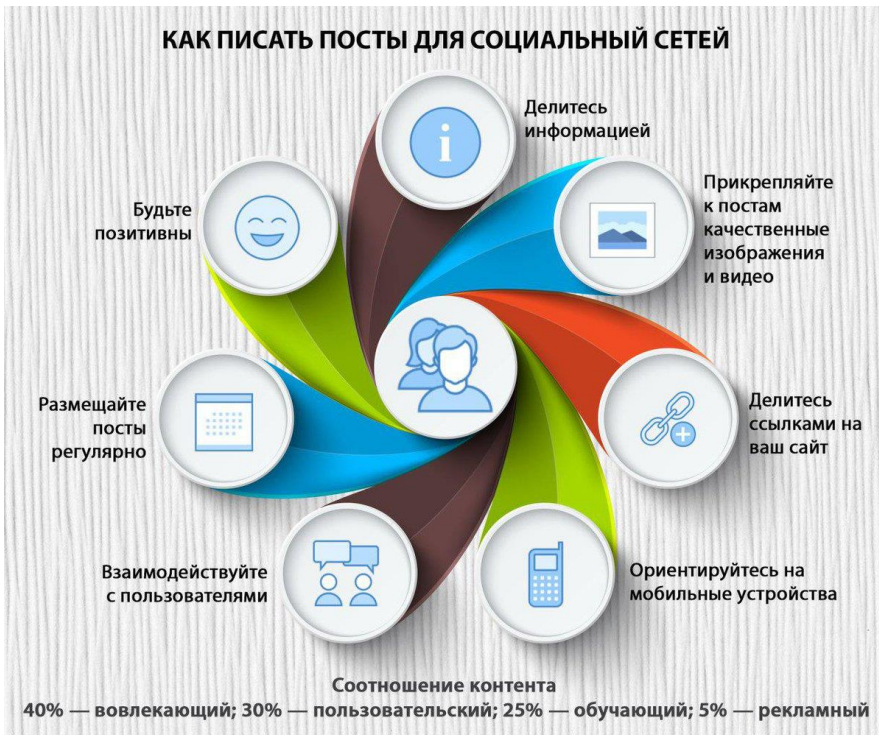 КАК ПИСАТЬ ПОСТЫ ДЛЯ СОЦИАЛЬНЫЙ СЕТЕЙ
Делитесь
информацией
Прикрепляйте
к постам
качественные
изображения
и видео
Делитесь
ссылками на
ваш сайт
Ориентируйтесь на
мобильные устройства
Взаимодействуйте
с пользователями
Размещайте
посты
регулярно
Будьте
позитивны
Соотношение контента
40% — вовлекающий; 30% — пользовательский; 25% — обучающий; 5% — рекламный